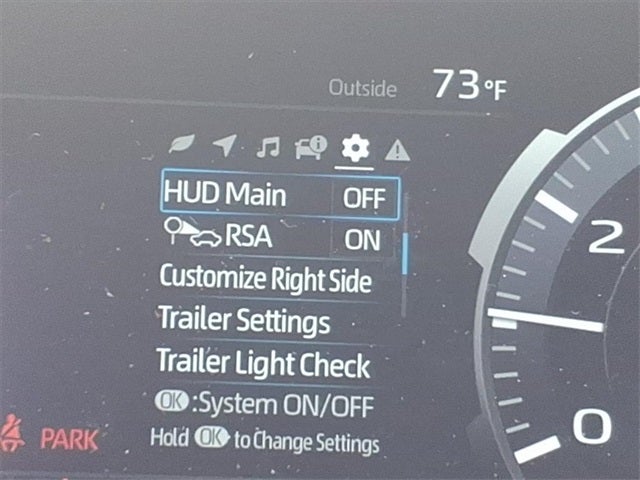 Outside 73°F
HUD Main OFF
RSA ON
Customize Right Side
Trailer Settings
Trailer Light Check
OK :System ON/OFF
Hold OK to Change Settings
PARK
2
0